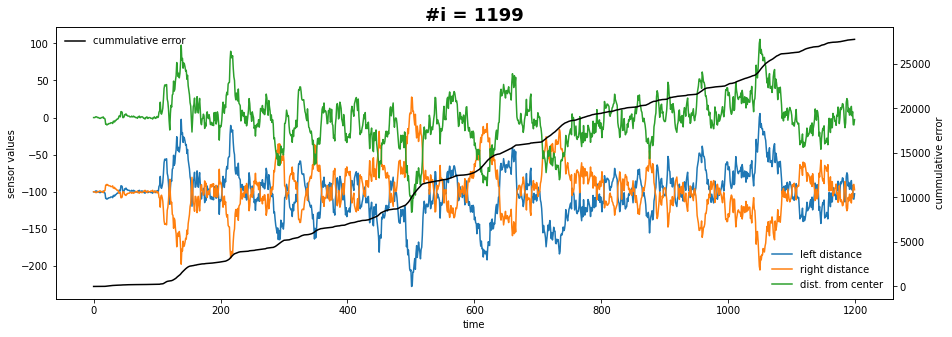 #i = 1199
cummulative error
sensor values
100
50
0
−50
−100
−150
−200
25000
20000
15000
10000
5000
0
cummulative error
left distance
right distance
dist. from center
0
200
400
600
800
1000
1200
time